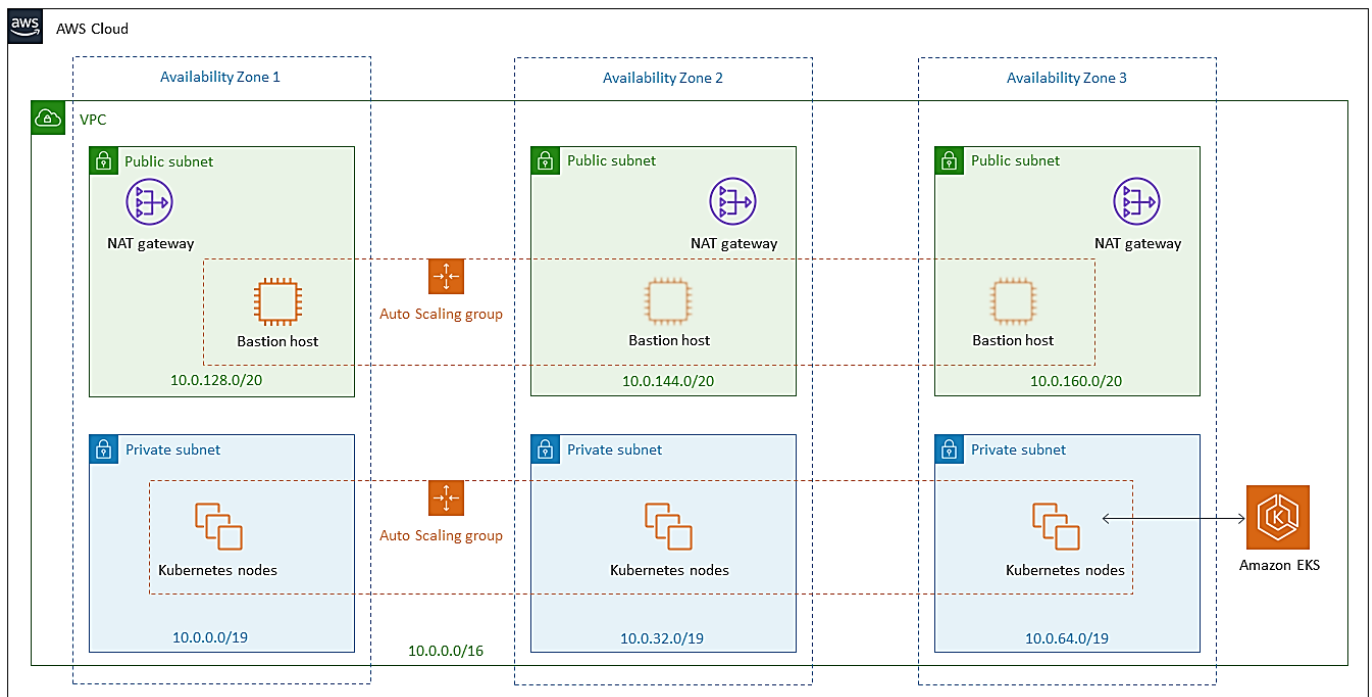 aws
AWS Cloud
Availability Zone 1
Availability Zone 2
Availability Zone 3
VPC
Public subnet
Public subnet
Public subnet
NAT gateway
NAT gateway
NAT gateway
Auto Scaling group
Bastion host
Bastion host
Bastion host
10.0.128.0/20
10.0.144.0/20
10.0.160.0/20
Private subnet
Private subnet
Private subnet
Auto Scaling group
K
Kubernetes nodes
Kubernetes nodes
Kubernetes nodes
Amazon EKS
10.0.0.0/19
10.0.32.0/19
10.0.64.0/19
10.0.0.0/16